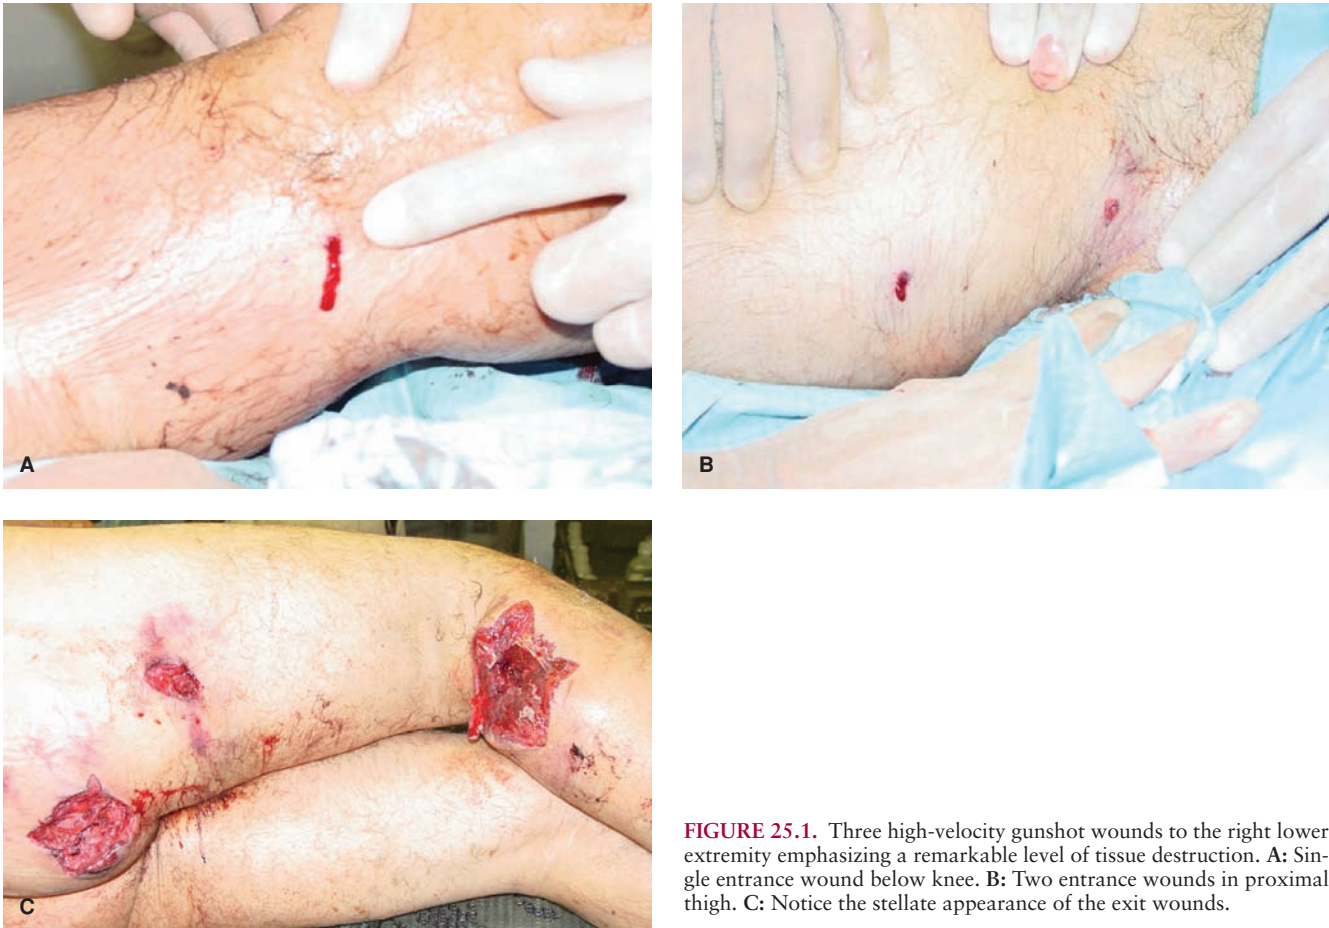 A
B
C
FIGURE 25.1. Three high-velocity gunshot wounds to the right lower
extremity emphasizing a remarkable level of tissue destruction. A: Sin-
gle entrance wound below knee. B: Two entrance wounds in proximal
thigh. C: Notice the stellate appearance of the exit wounds.